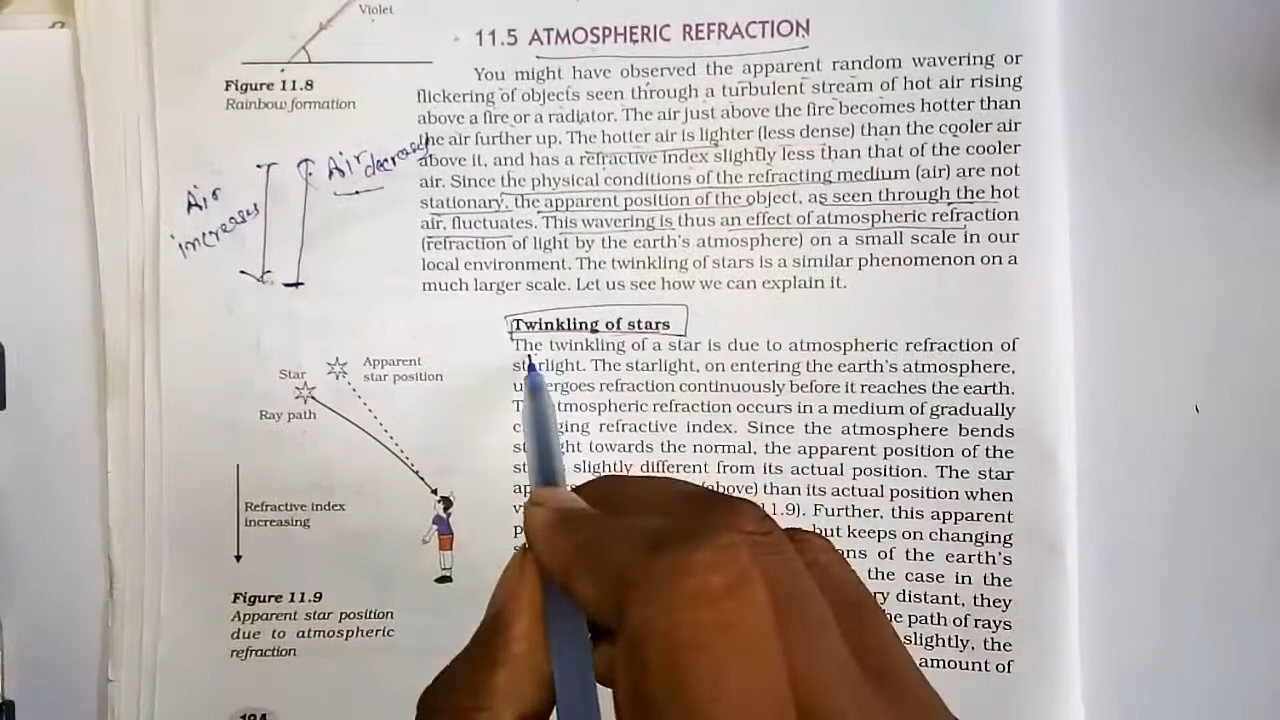 Violet
Figure 11.8
Rainbow formation
Air increases
Air decrease
11.5 ATMOSPHERIC REFRACTION
You might have observed the apparent random wavering or
flickering of objects seen through a turbulent stream of hot air rising
above a fire or a radiator. The air just above the fire becomes hotter than
the air further up. The hotter air is lighter (less dense) than the cooler air
above it, and has a refractive index slightly less than that of the cooler
air. Since the physical conditions of the refracting medium (air) are not
stationary, the apparent position of the object, as seen through the hot
air, fluctuates. This wavering is thus an effect of atmospheric refraction
(refraction of light by the earth's atmosphere) on a small scale in our
local environment. The twinkling of stars is a similar phenomenon on a
much larger scale. Let us see how we can explain it.
Twinkling of stars
The twinkling of a star is due to atmospheric refraction of
starlight. The starlight, on entering the earth's atmosphere,
undergoes refraction continuously before it reaches the earth.
atmospheric refraction occurs in a medium of gradually
refractive index. Since the atmosphere bends
towards the normal, the apparent position of the
slightly different from its actual position. The star
(above) than its actual position when
11.9). Further, this apparent
but keeps on changing
of the earth's
the case in the
distant, they
path of rays
slightly, the
amount of
Star
Apparent
star position
Ray path
Refractive index
increasing
Figure 11.9
Apparent star position
due to atmospheric
refraction